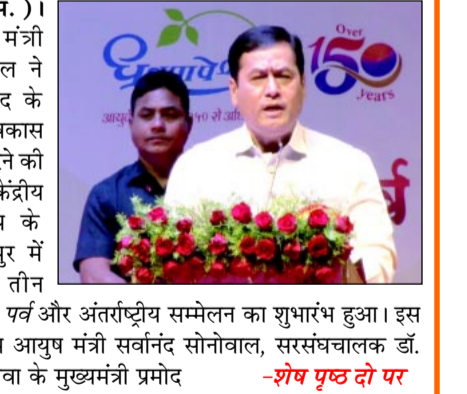 म. )।
मंत्री
ल ने
द के
कास
ने की
केंद्रीय
के
पुर में
तीन
Over
150
years
पर्व और अंतर्राष्ट्रीय सम्मेलन का शुभारंभ हुआ। इस
आयुष मंत्री सर्वानंद सोनोवाल, सरसंघचालक डॉ.
वा के मुख्यमंत्री प्रमोद -शेष पृष्ठ दो पर